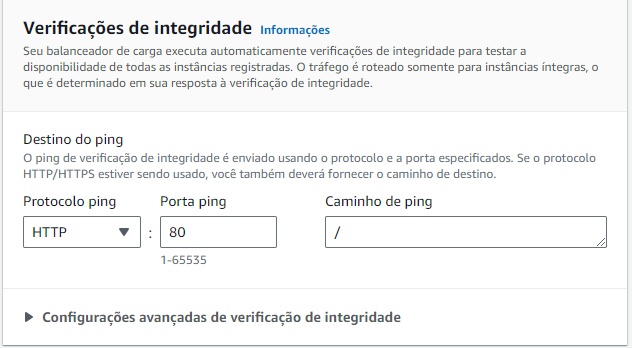 Verificações de integridade Informações
Seu balanceador de carga executa automaticamente verificações de integridade para testar a
disponibilidade de todas as instâncias registradas. O tráfego é roteado somente para instâncias íntegras, o
que é determinado em sua resposta à verificação de integridade.
Destino do ping
O ping de verificação de integridade é enviado usando o protocolo e a porta especificados. Se o protocolo
HTTP/HTTPS estiver sendo usado, você também deverá fornecer o caminho de destino.
Protocolo ping Porta ping Caminho de ping
HTTP : 80 /
1-65535
Configurações avançadas de verificação de integridade